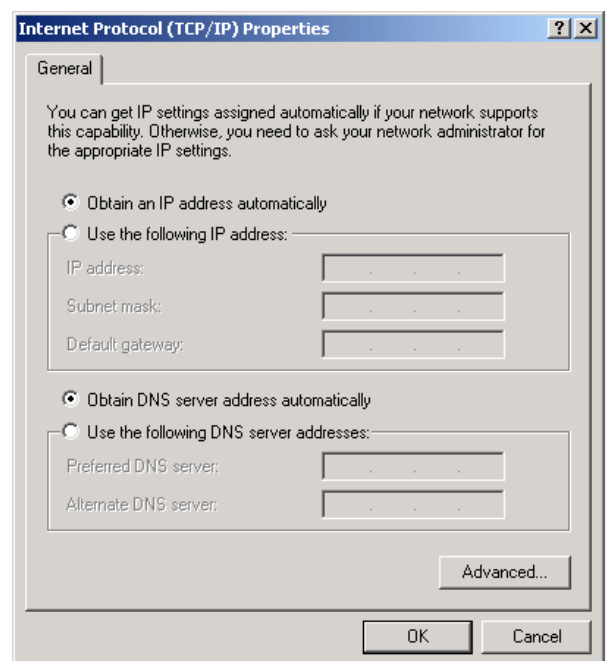 Internet Protocol (TCP/IP) Properties
General
You can get IP settings assigned automatically if your network supports
this capability. Otherwise, you need to ask your network administrator for
the appropriate IP settings.
Obtain an IP address automatically
Use the following IP address:
IP address:
Subnet mask:
Default gateway:
Obtain DNS server address automatically
Use the following DNS server addresses:
Preferred DNS server:
Alternate DNS server:
Advanced...
OK
Cancel